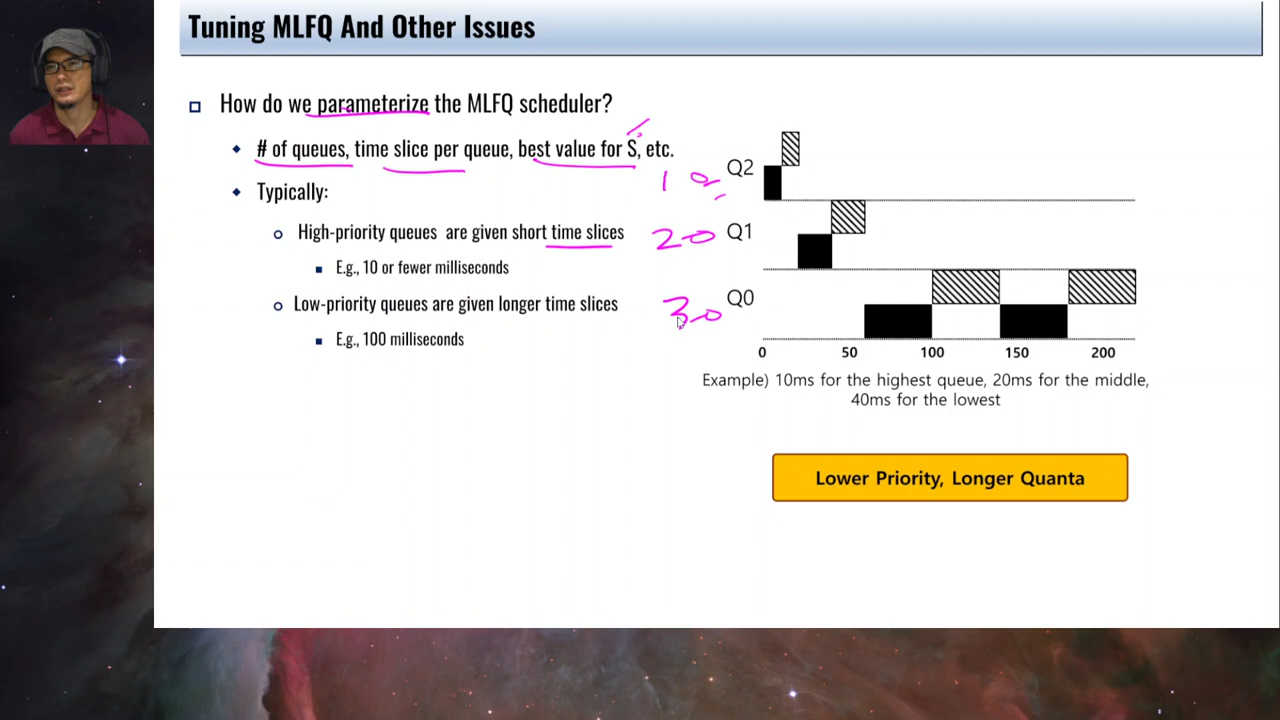 Tuning MLFQ And Other Issues
How do we parameterize the MLFQ scheduler?
# of queues, time slice per queue, best value for S, etc.
Typically:
High-priority queues are given short time slices
E.g., 10 or fewer milliseconds
Low-priority queues are given longer time slices
E.g., 100 milliseconds
10 Q2
20 Q1
30 Q0
0 50 100 150 200
Example) 10ms for the highest queue, 20ms for the middle,
40ms for the lowest
Lower Priority, Longer Quanta